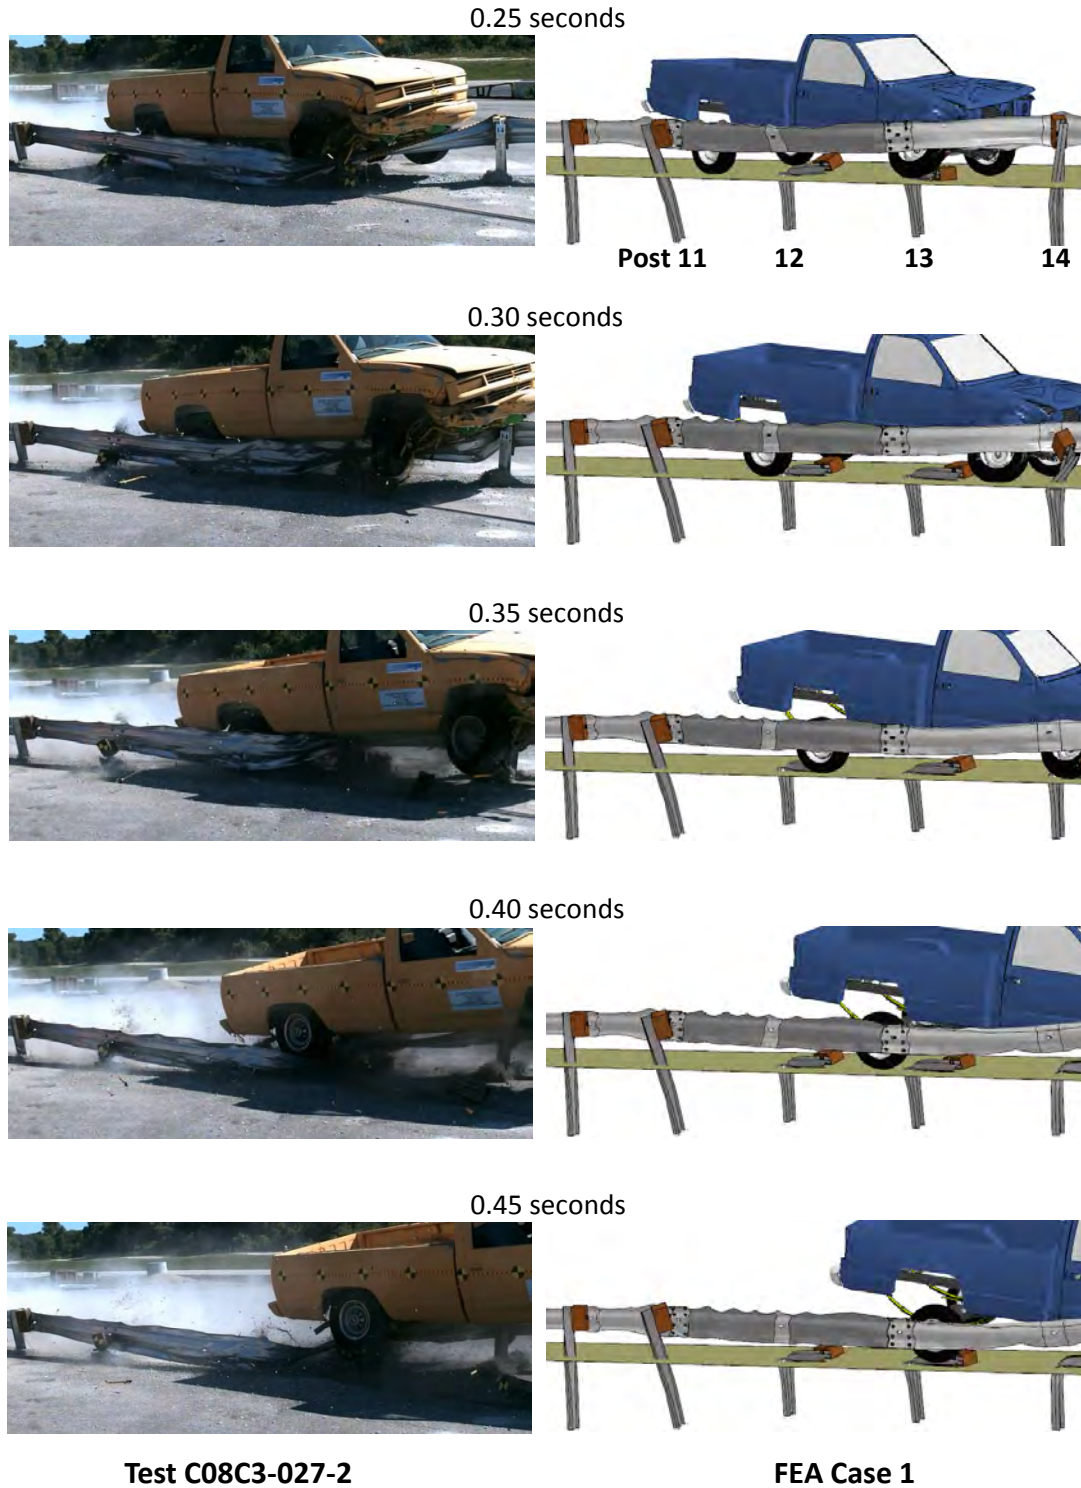 0.25 seconds
Post 11 12 13 14
0.30 seconds
0.35 seconds
0.40 seconds
0.45 seconds
Test C08C3-027-2 FEA Case 1